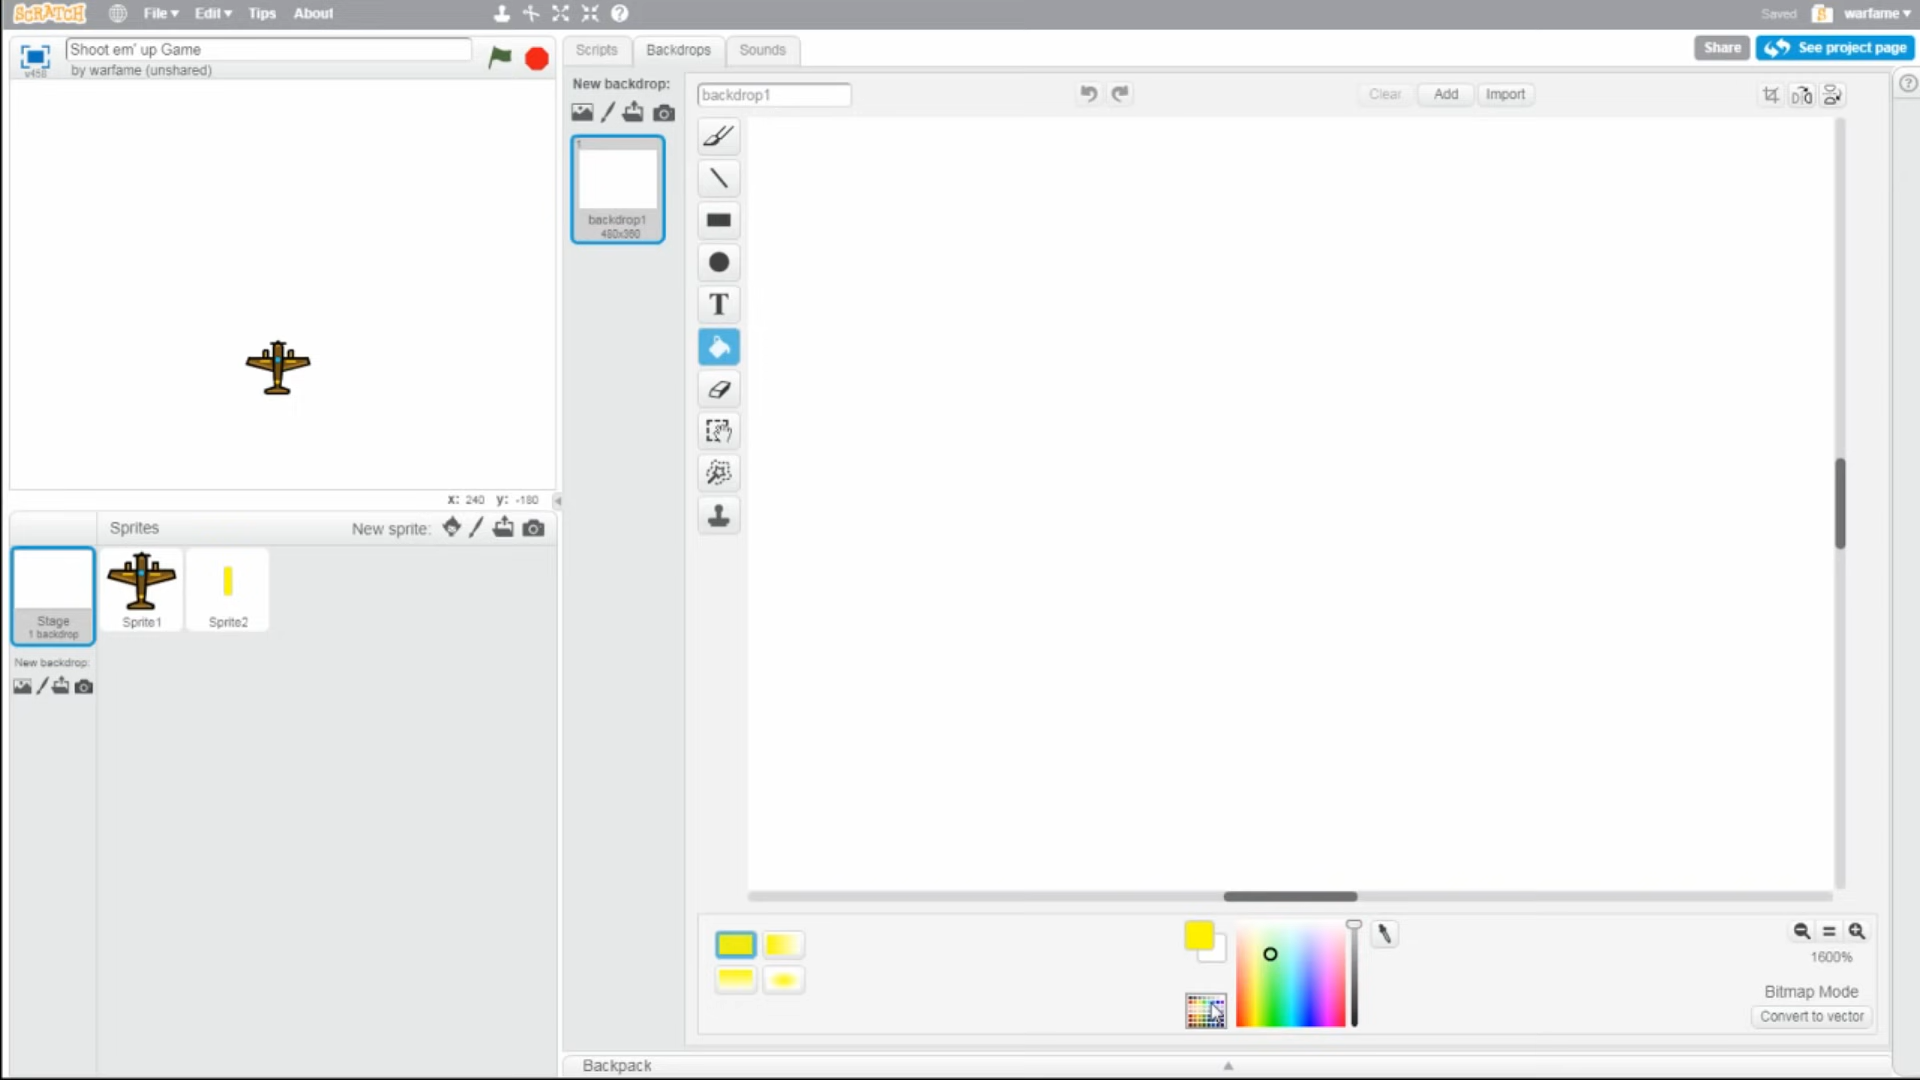 SCRATCH File Edit Tips About Saved warfame
Shoot em' up Game
by warfame (unshared)
v458
Scripts Backdrops Sounds
Share See project page
New backdrop:
backdrop1
Clear Add Import
1
backdrop1
480x360
T
x: 240 y: -180
Sprites New sprite:
Stage
1 backdrop
Sprite1
Sprite2
New backdrop:
1600%
Bitmap Mode
Convert to vector
Backpack